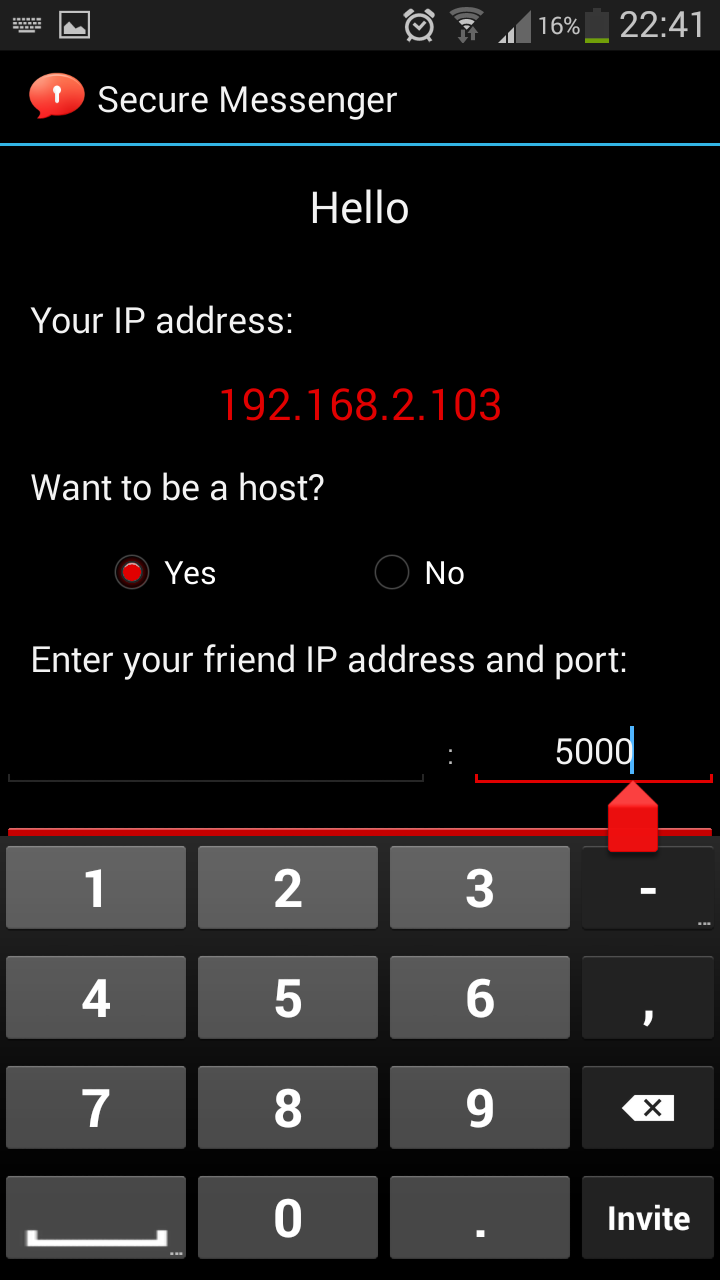 16% 22:41
Secure Messenger
Hello
Your IP address:
192.168.2.103
Want to be a host?
Yes No
Enter your friend IP address and port:
: 5000
1 2 3 - ...
4 5 6 ,
7 8 9
... 0 . Invite